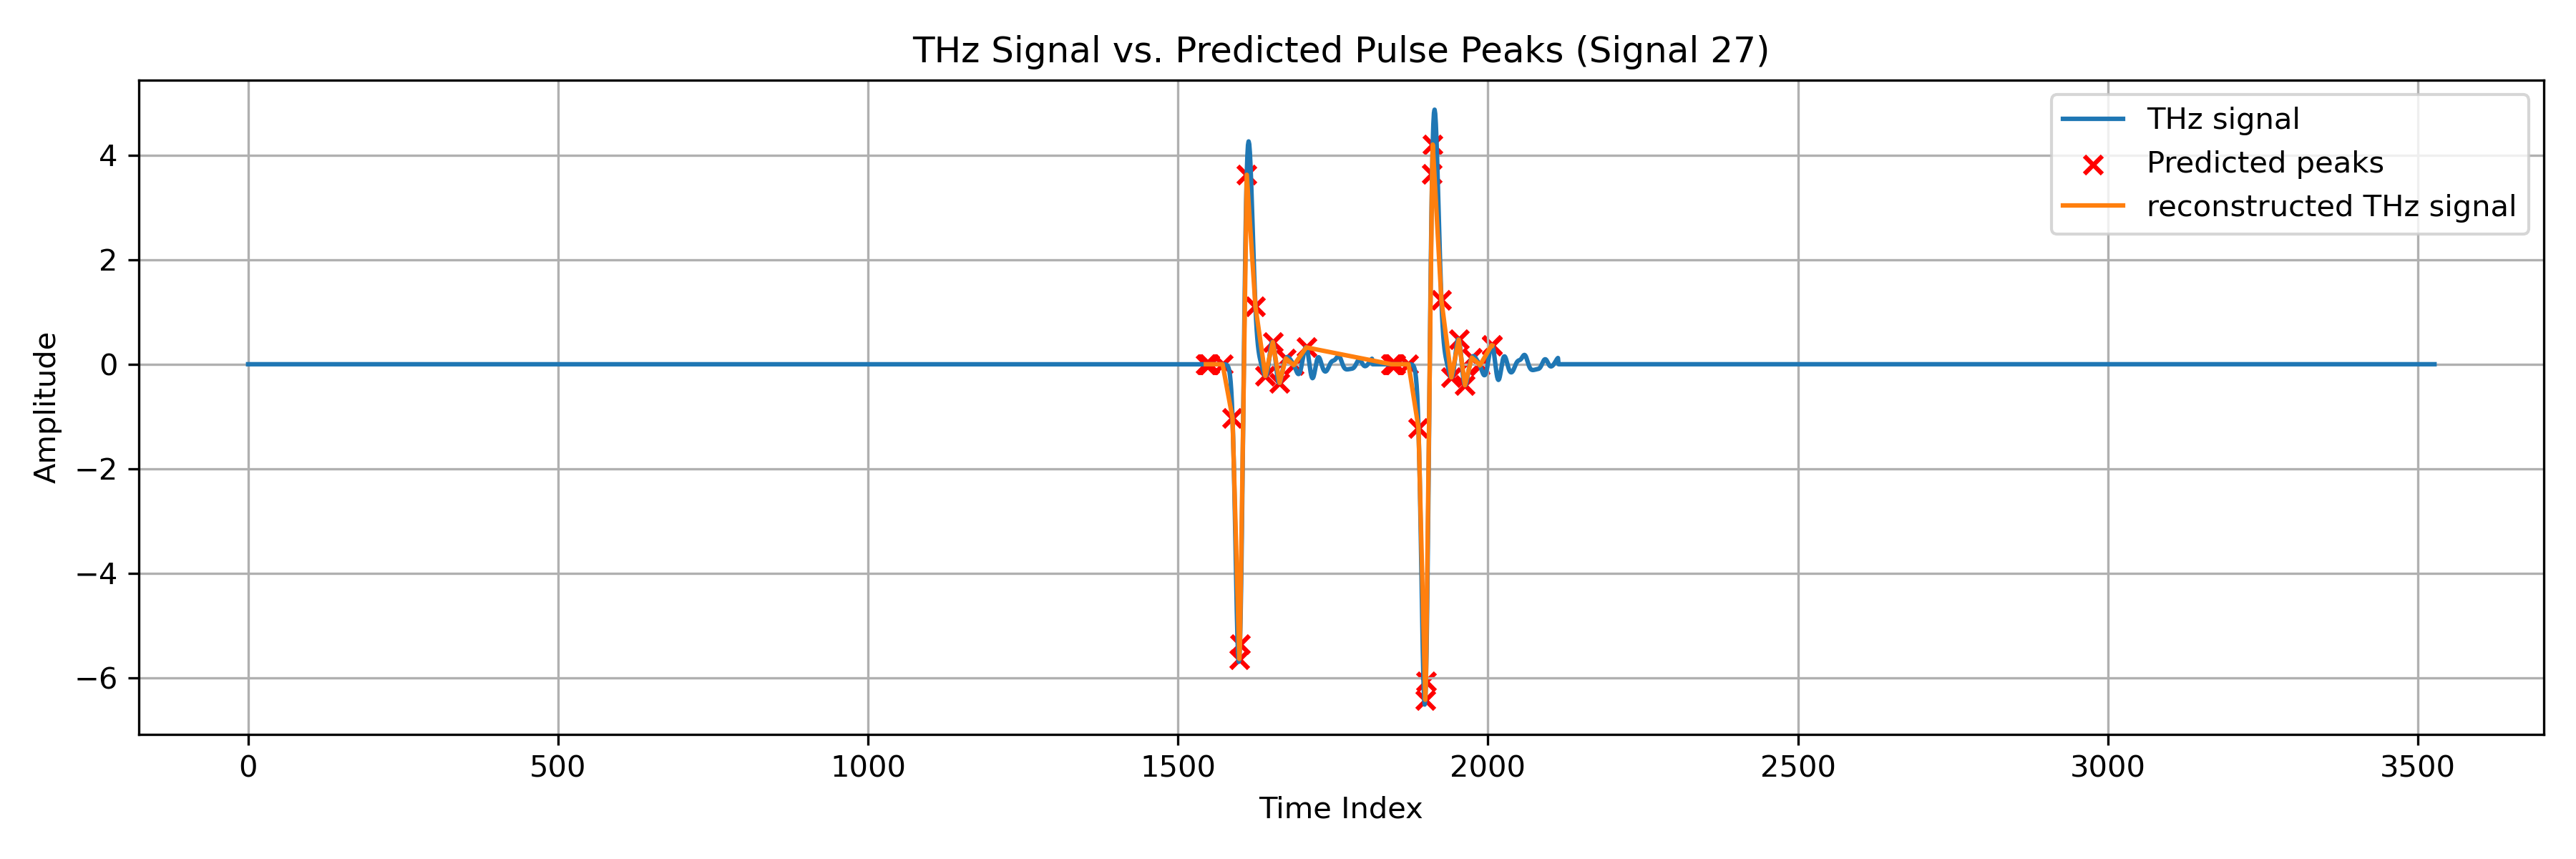 THz Signal vs. Predicted Pulse Peaks (Signal 27)
THz signal
Predicted peaks
reconstructed THz signal
Amplitude
4
2
0
−2
−4
−6
0 500 1000 1500 2000 2500 3000 3500
Time Index